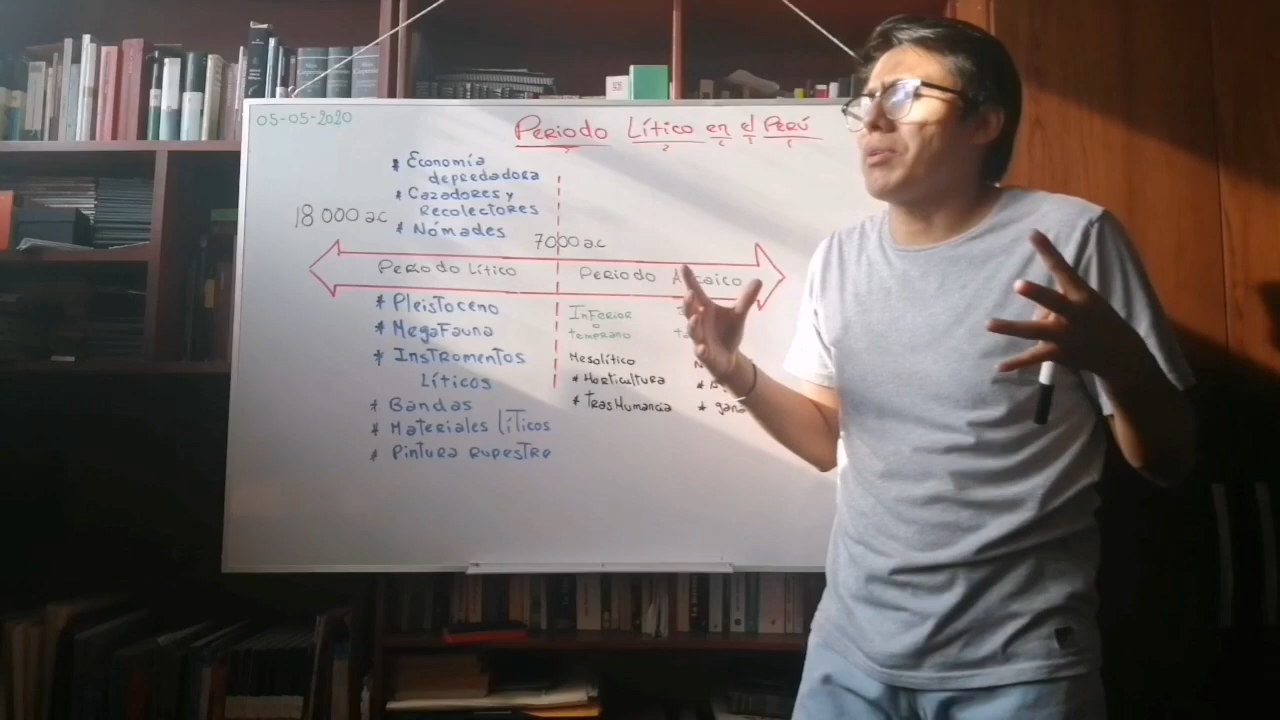 05-05-2020
Periodo Lítico en el Perú
* Economía
depredadora
* Cazadores y
Recolectores
* Nómades
18 000 ac
7000 ac
Periodo Lítico
Periodo
* Pleistoceno
* MegaFauna
* Instromentos
Líticos
* Bandas
* Materiales líticos
* Pintura rupestre
Inferior
o
temprano
Mesolítico
* Horticultura
* TrasHumancia